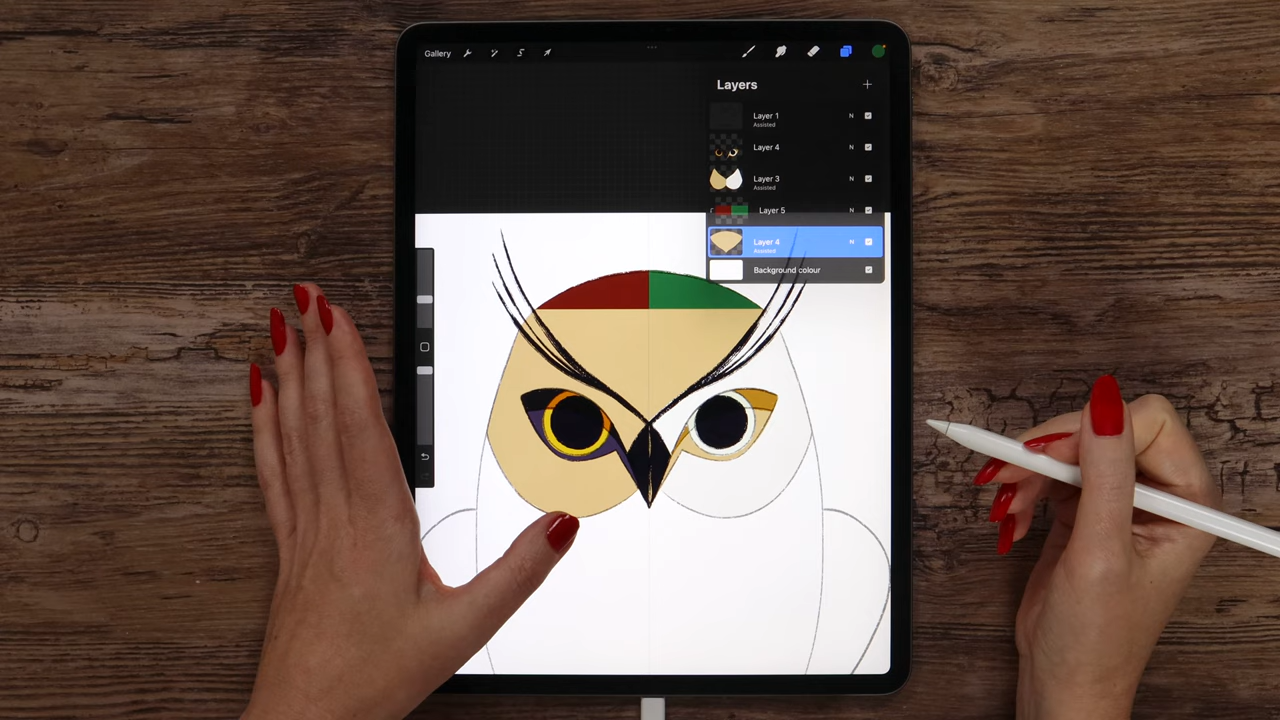 Gallery
Layers
Layer 1 N
Assisted
Layer 4 N
Layer 3 N
Assisted
Layer 5 N
Layer 4 N
Assisted
Background colour